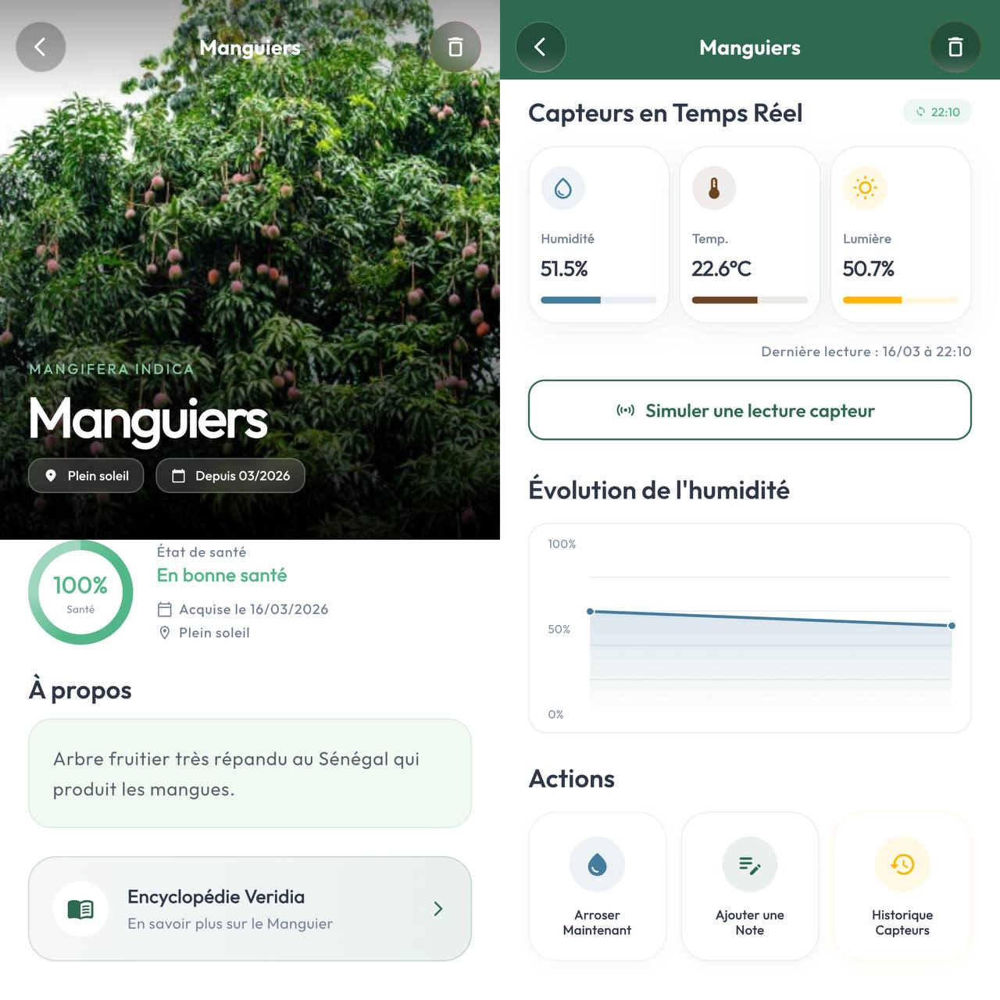 Manguiers
MANGIFERA INDICA
Manguiers
Plein soleil
Depuis 03/2026
100%
Santé
État de santé
En bonne santé
Acquise le 16/03/2026
Plein soleil
À propos
Arbre fruitier très répandu au Sénégal qui
produit les mangues.
Encyclopédie Veridia
En savoir plus sur le Manguier
Manguiers
Capteurs en Temps Réel
22:10
Humidité
51.5%
Temp.
22.6°C
Lumière
50.7%
Dernière lecture : 16/03 à 22:10
Simuler une lecture capteur
Évolution de l'humidité
100%
50%
0%
Actions
Arroser
Maintenant
Ajouter une
Note
Historique
Capteurs